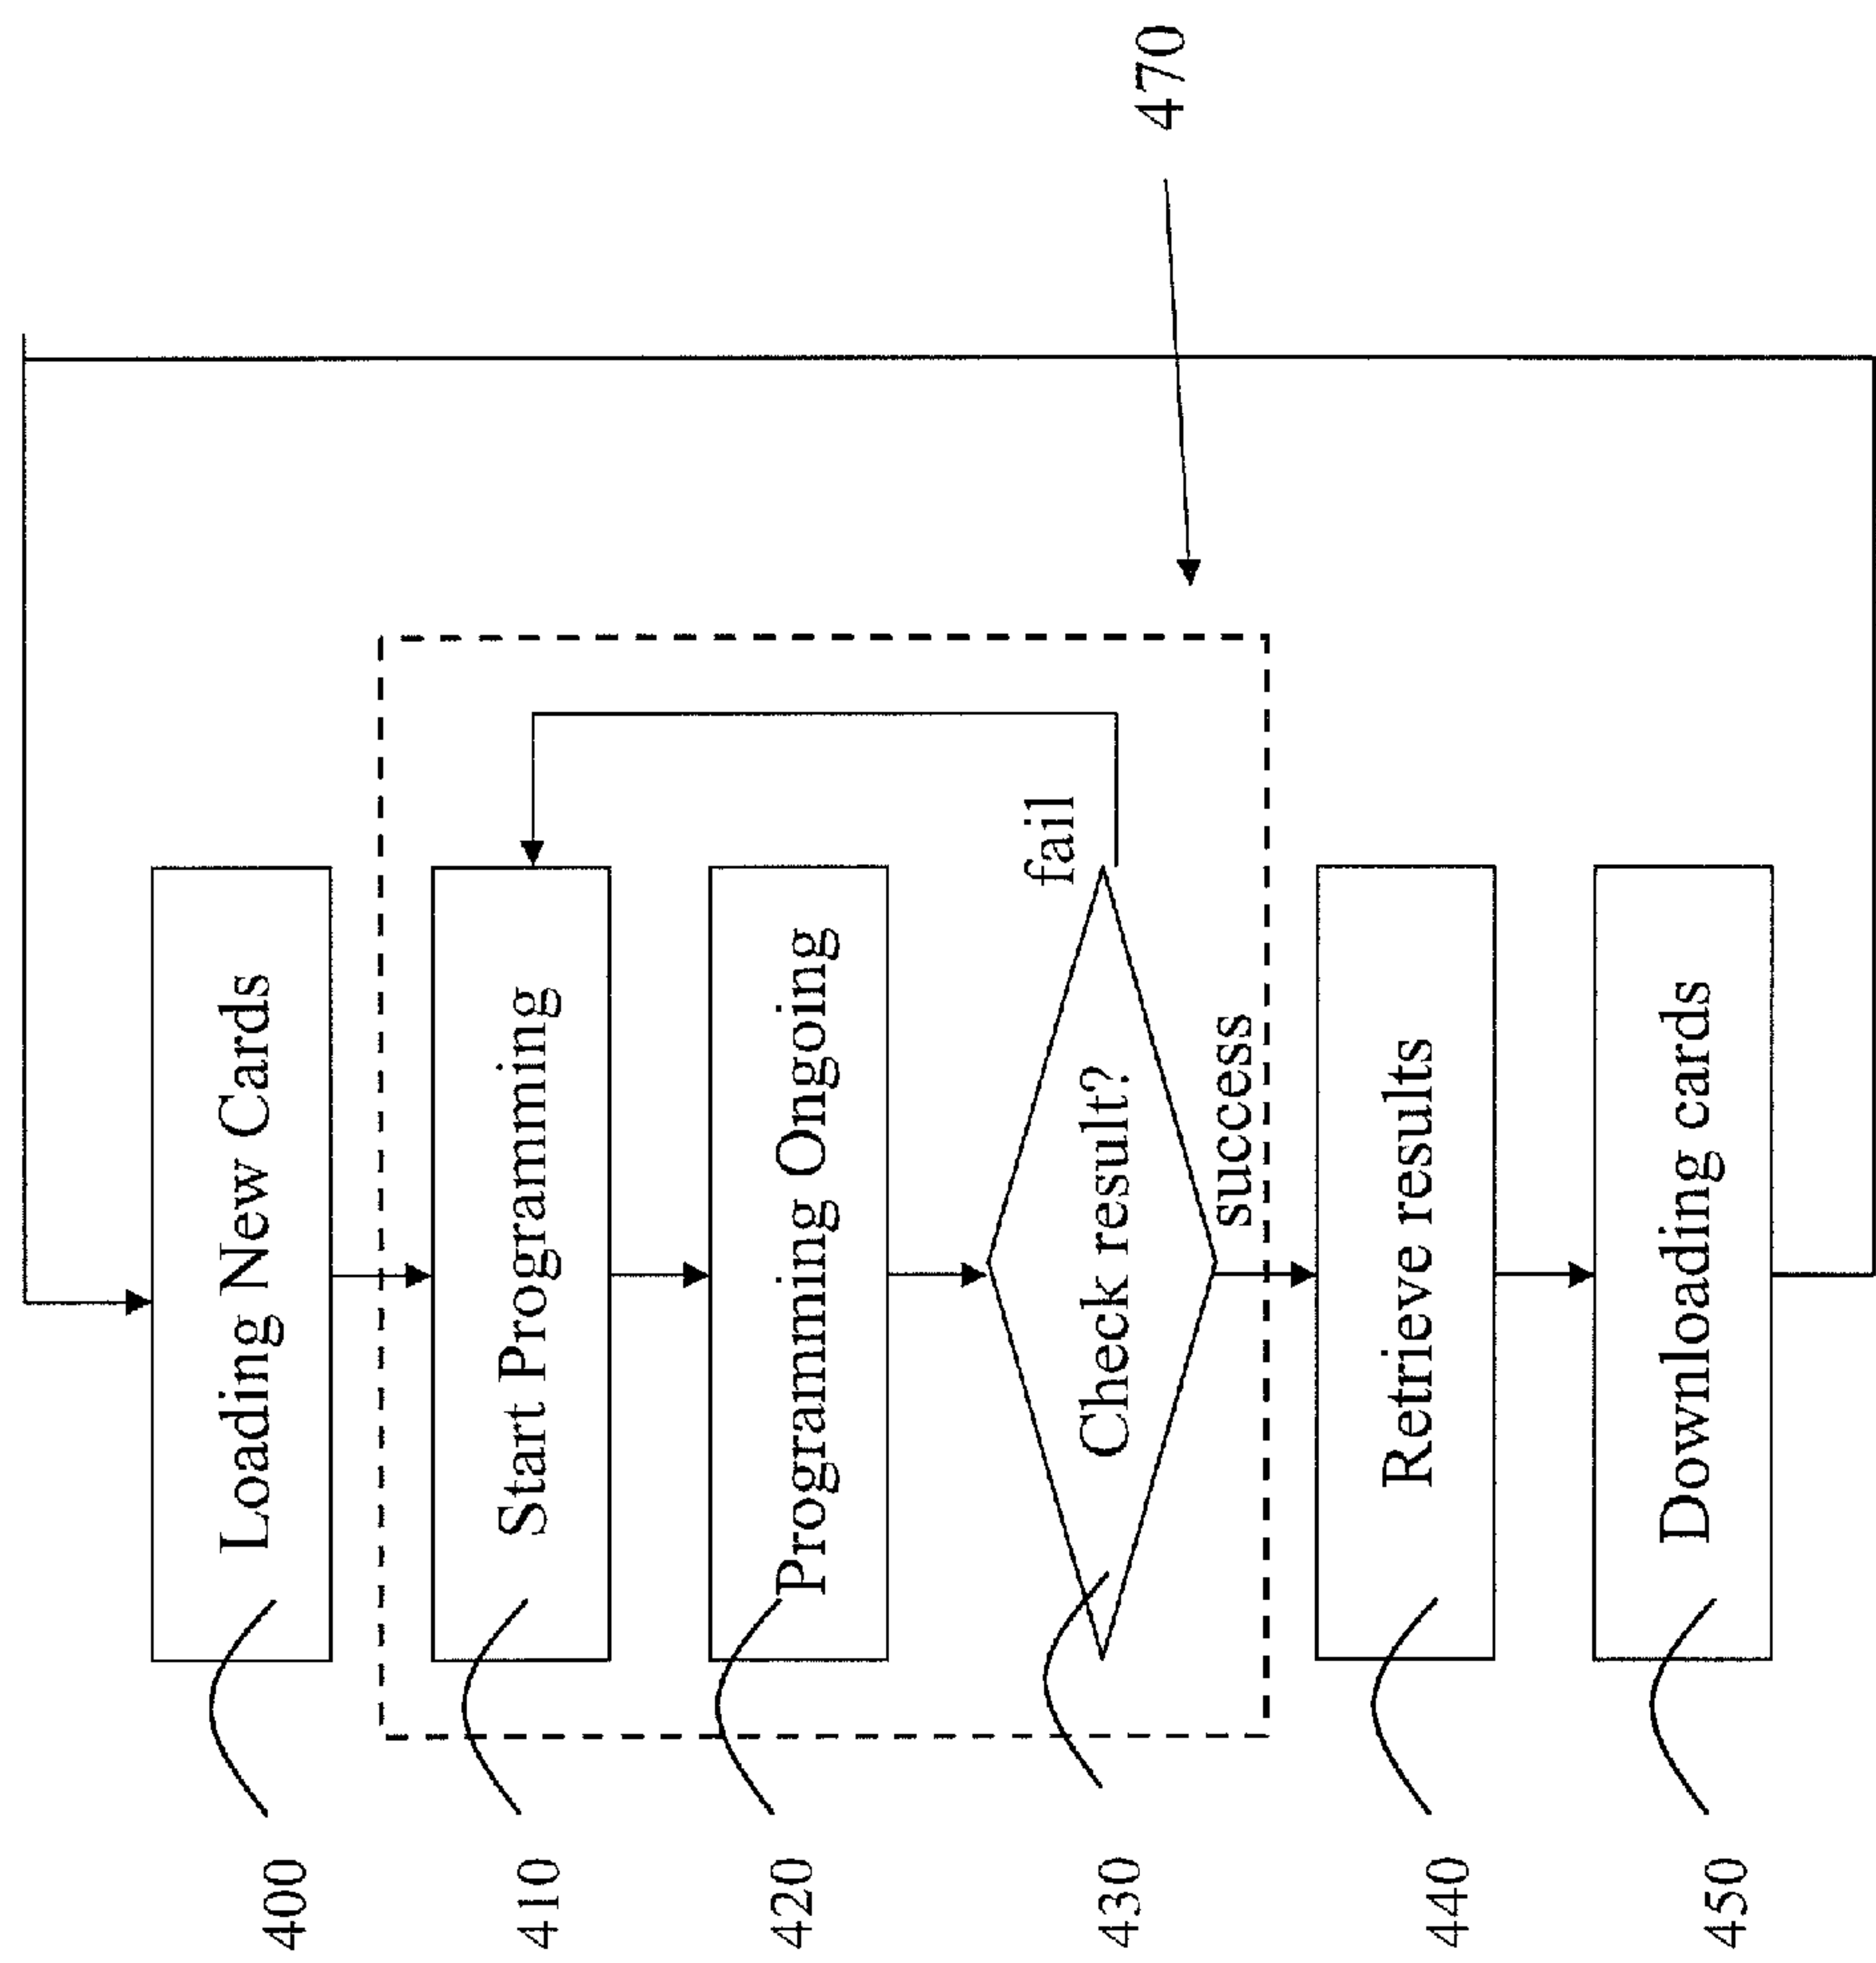 470
400
Loading New Cards
410
Start Programming
420
Programming Ongoing
430
Check result?
fail
success
440
Retrieve results
450
Downloading cards